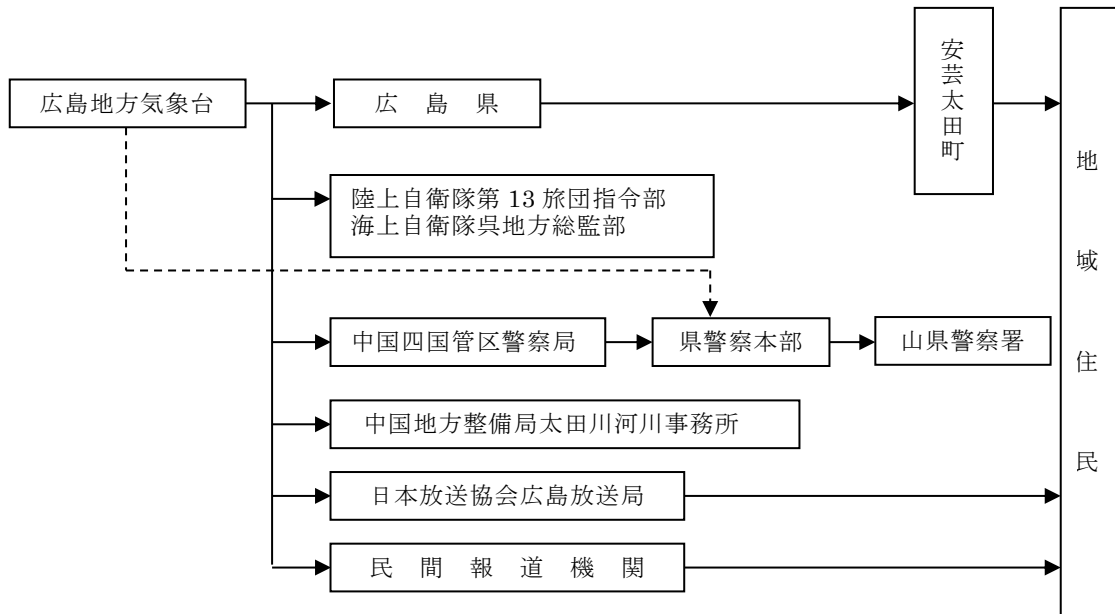 広島地方気象台
広　島　県
安芸太田町
陸上自衛隊第 13 旅団指令部
海上自衛隊呉地方総監部
中国四国管区警察局
県警察本部
山県警察署
中国地方整備局太田川河川事務所
日本放送協会広島放送局
民　間　報　道　機　関
地域住民